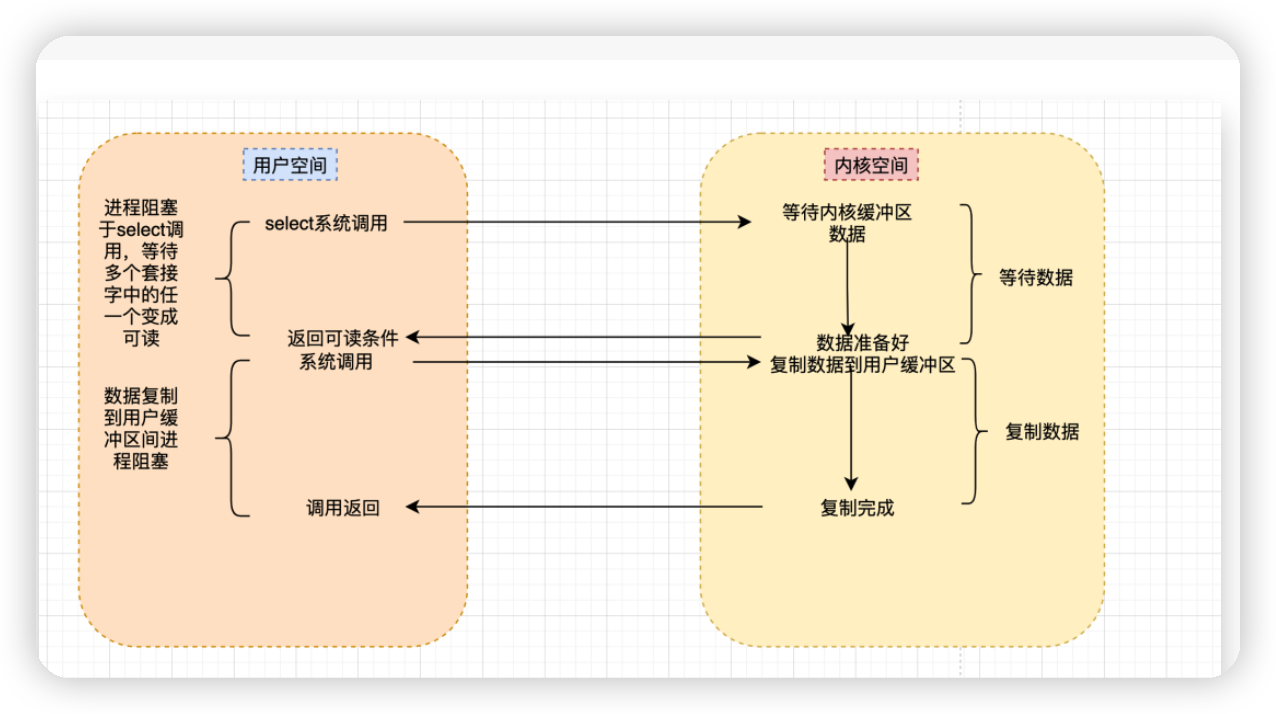 用户空间
进程阻塞
于select调
用，等待
多个套接
字中的任
一个变成
可读
select系统调用
返回可读条件
系统调用
数据复制
到用户缓
冲区间进
程阻塞
调用返回
内核空间
等待内核缓冲区
数据
数据准备好
复制数据到用户缓冲区
复制完成
等待数据
复制数据